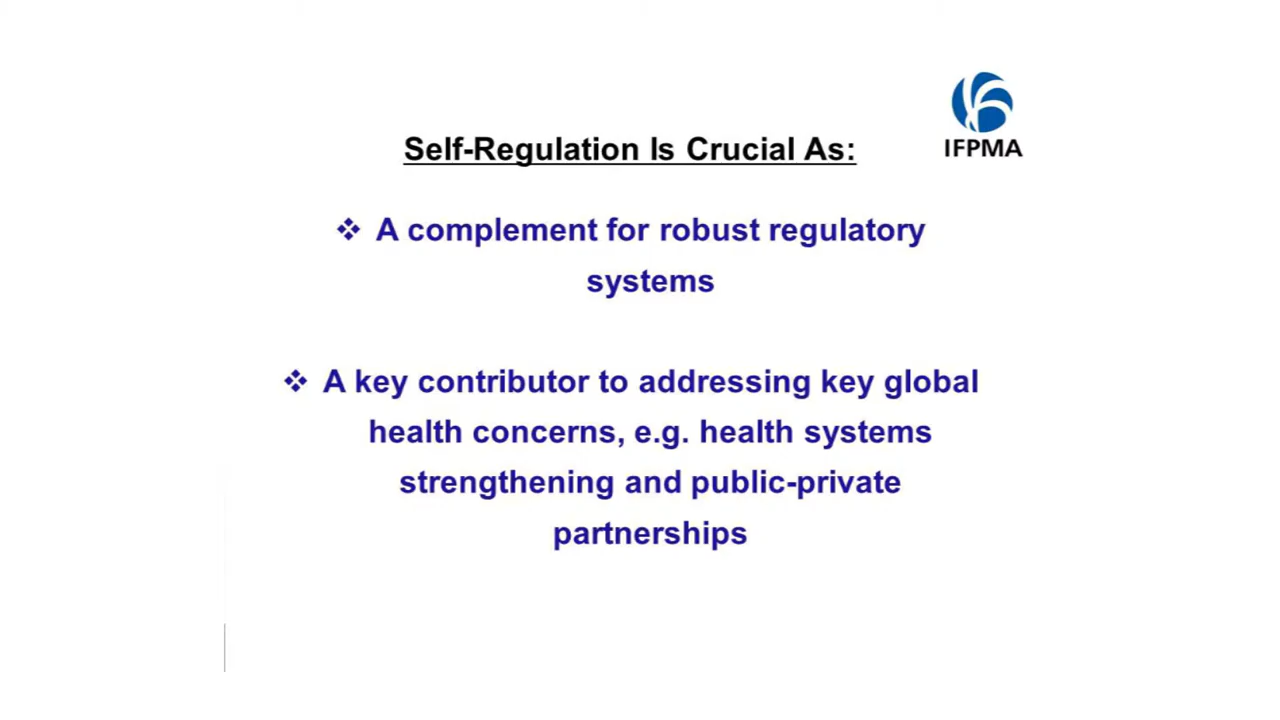 IFPMA
Self-Regulation Is Crucial As:
❖ A complement for robust regulatory
systems
❖ A key contributor to addressing key global
health concerns, e.g. health systems
strengthening and public-private
partnerships